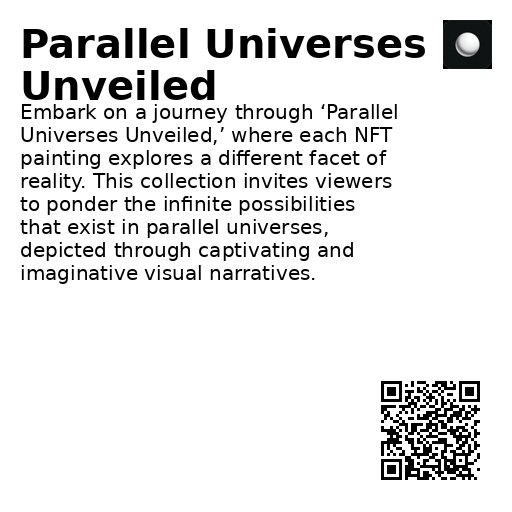 Parallel Universes
Unveiled
Embark on a journey through ‘Parallel
Universes Unveiled,’ where each NFT
painting explores a different facet of
reality. This collection invites viewers
to ponder the infinite possibilities
that exist in parallel universes,
depicted through captivating and
imaginative visual narratives.